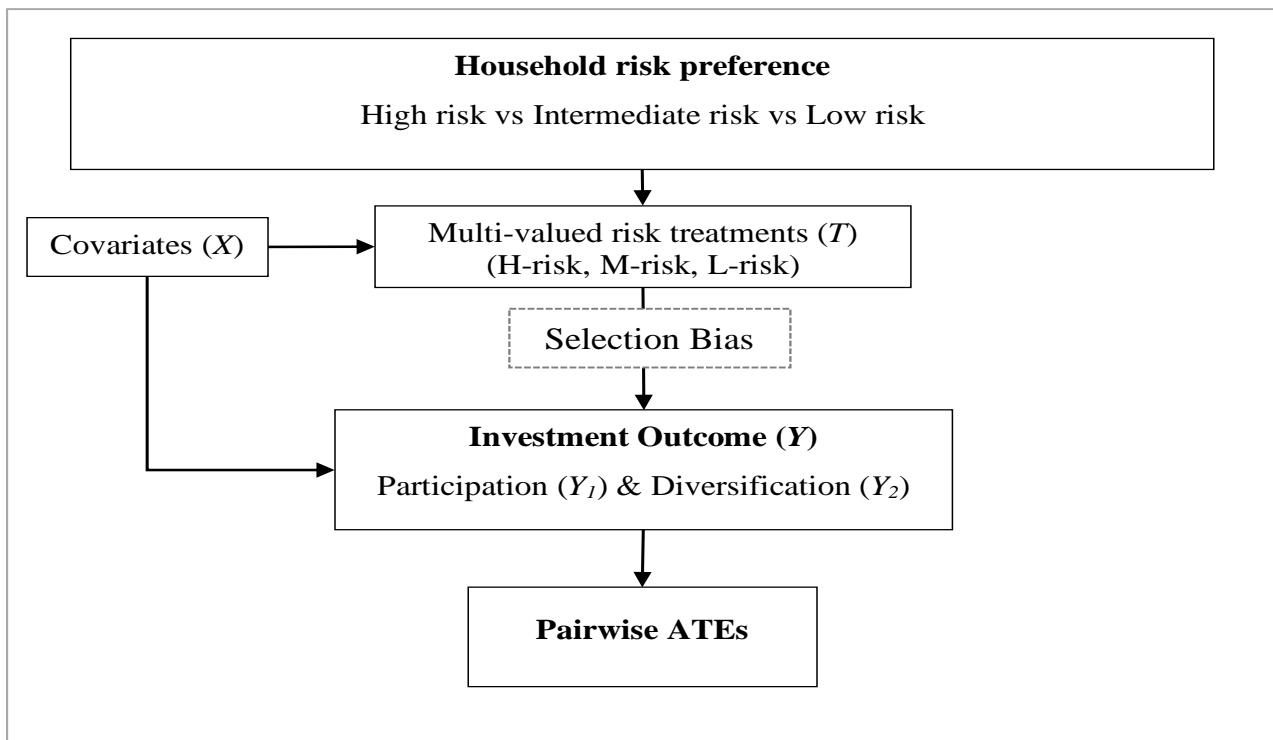 Household risk preference
High risk vs Intermediate risk vs Low risk
Covariates (X)
Multi-valued risk treatments (T)
(H-risk, M-risk, L-risk)
Selection Bias
Investment Outcome (Y)
Participation (Y1) & Diversification (Y2)
Pairwise ATEs